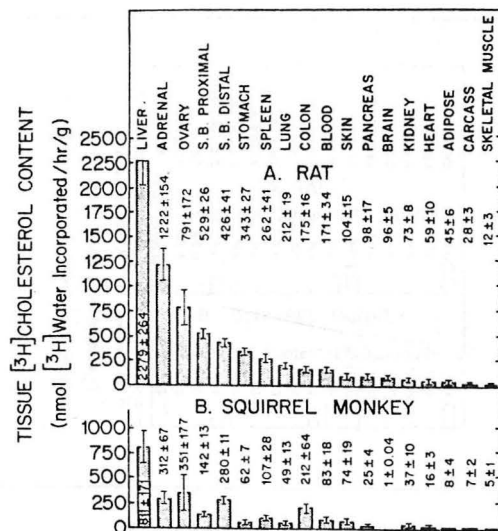 TISSUE [³H]CHOLESTEROL CONTENT
(nmol [³H]Water Incorporated/hr/g)
LIVER.
ADRENAL
OVARY
S.B. PROXIMAL
S.B. DISTAL
STOMACH
SPLEEN
LUNG
COLON
BLOOD
SKIN
PANCREAS
BRAIN
KIDNEY
HEART
ADIPOSE
CARCASS
SKELETAL MUSCLE
A. RAT
2500
2250
2000
1750
1500
1250
1000
750
500
250
0
2279±264
1222±154.
791±172
529±26
426±41
343±27
262±41
212±19
175±16
171±34
104±15
98±17
96±5
73±8
59±10
45±6
28±3
12±3
B. SQUIRREL MONKEY
1000
750
500
250
0
811±171
312±67
1351±177
142±13
280±11
62±7
107±28
49±13
212±64
83±18
74±19
25±4
1±0.04
37±10
16±3
8±4
7±2
5±1